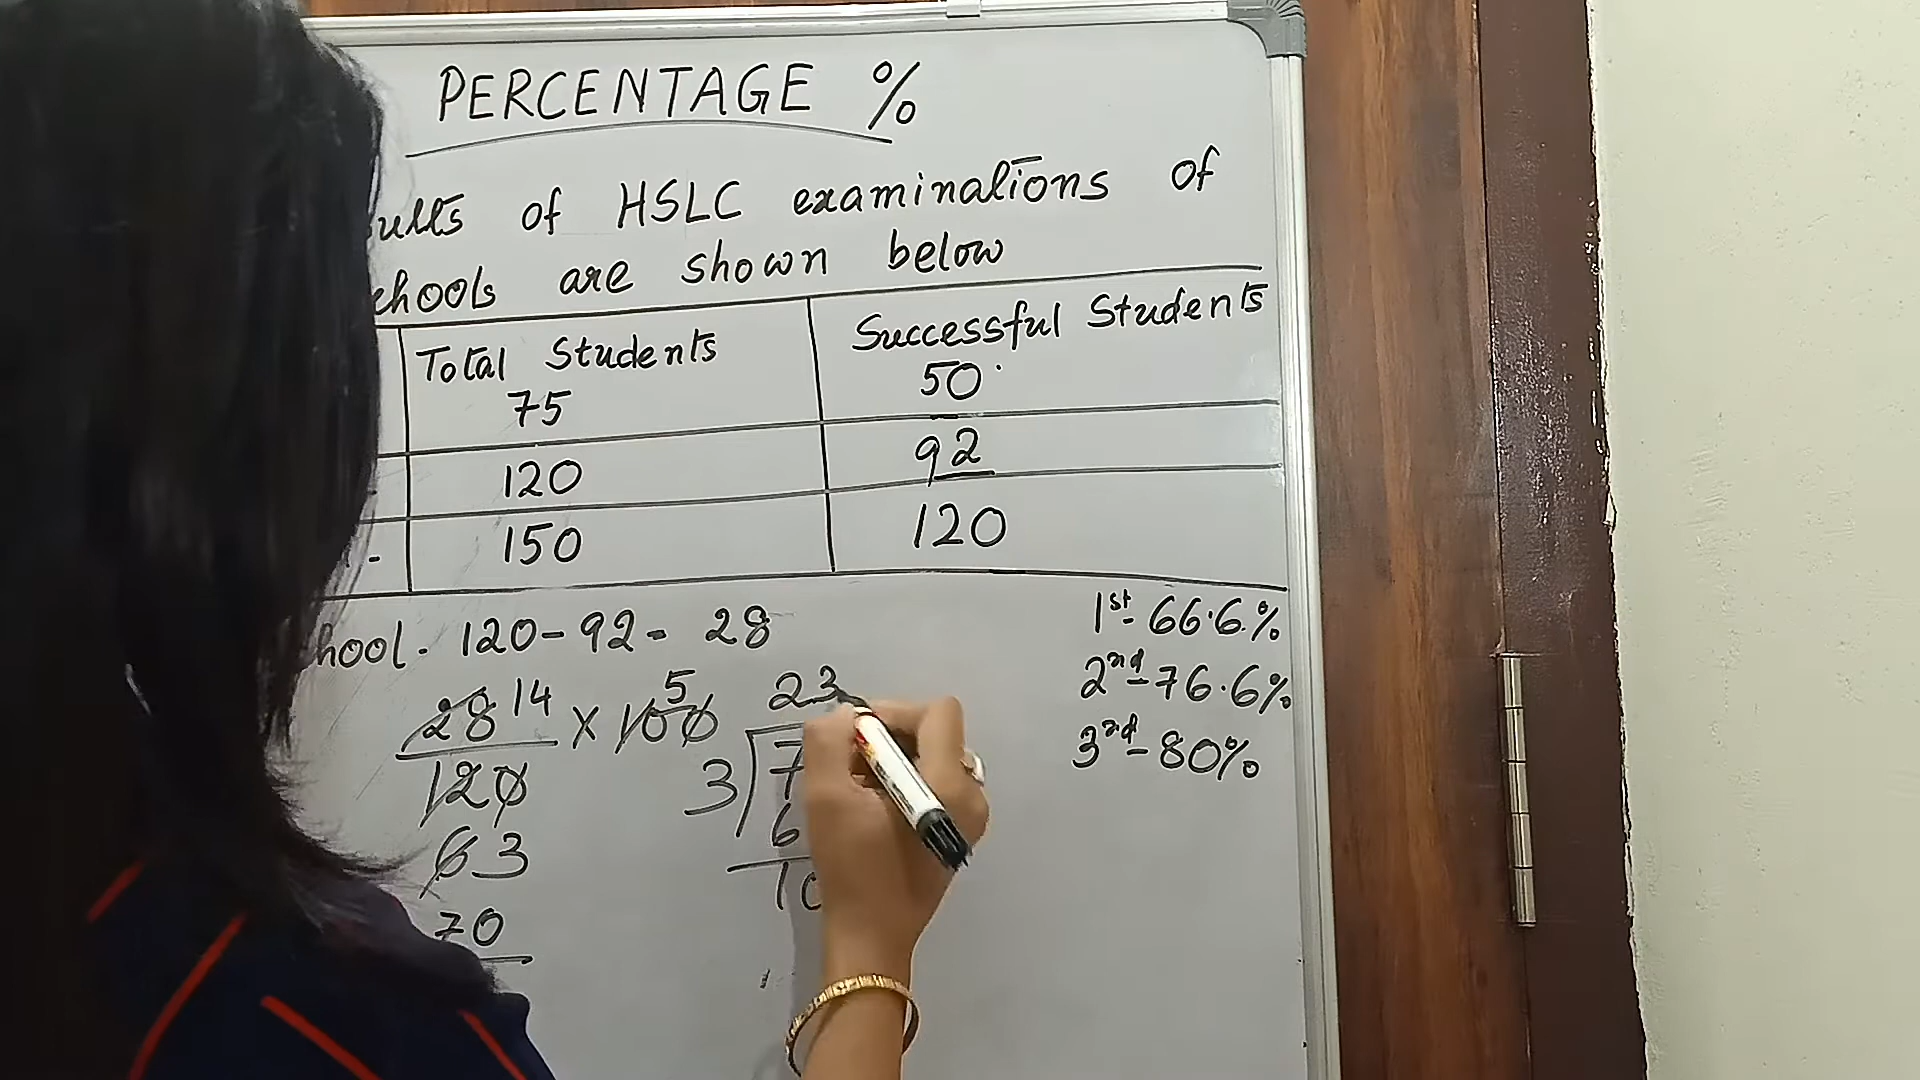 PERCENTAGE %
of HSLC examinations of
are shown below
Total Students Successful Students
75 50
120 92
150 120
120-92= 28
28 14 x 100 5
120
63
70
23
3
6
10
1st- 66.6%
2nd-76.6%
3rd-80%